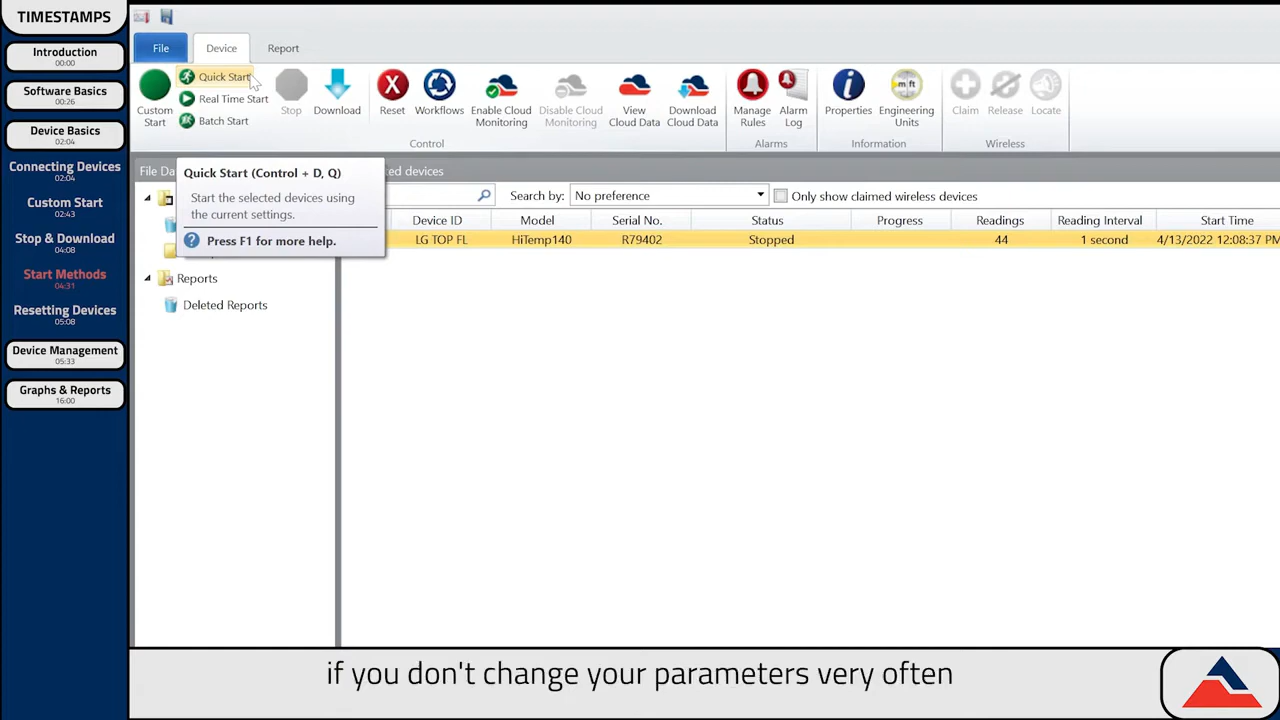 TIMESTAMPS
Introduction
00:00
Software Basics
00:26
Device Basics
02:04
Connecting Devices
02:04
Custom Start
02:43
Stop & Download
04:08
Start Methods
04:31
Resetting Devices
05:08
Device Management
05:33
Graphs & Reports
16:00
File
Device
Report
Custom Start
Quick Start
Real Time Start
Batch Start
Stop
Download
Reset
Workflows
Enable Cloud Monitoring
Disable Cloud Monitoring
View Cloud Data
Download Cloud Data
Control
Manage Rules
Alarm Log
Alarms
Properties
Engineering Units
Information
Claim
Release
Locate
Wireless
File Da
ted devices
Quick Start (Control + D, Q)
Start the selected devices using
the current settings.
Press F1 for more help.
Search by:
No preference
Only show claimed wireless devices
Device ID
Model
Serial No.
Status
Progress
Readings
Reading Interval
Start Time
LG TOP FL
HiTemp140
R79402
Stopped
44
1 second
4/13/2022 12:08:37 PM
Reports
Deleted Reports
if you don't change your parameters very often